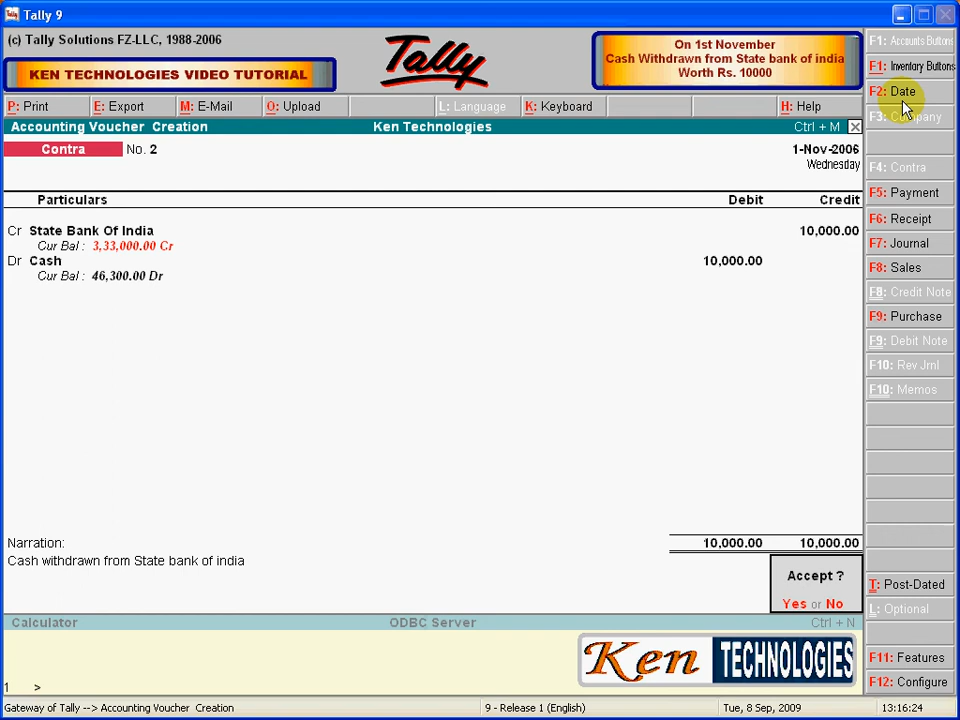 Tally 9
(c) Tally Solutions FZ-LLC, 1988-2006
KEN TECHNOLOGIES VIDEO TUTORIAL
Tally
On 1st November
Cash Withdrawn from State bank of india
Worth Rs. 10000
P: Print E: Export M: E-Mail O: Upload L: Language K: Keyboard H: Help
Accounting Voucher Creation Ken Technologies Ctrl + M
Contra No. 2 1-Nov-2006
Wednesday
Particulars Debit Credit
Cr State Bank Of India 10,000.00
Cur Bal : 3,33,000.00 Cr
Dr Cash 10,000.00
Cur Bal : 46,300.00 Dr
Narration: 10,000.00 10,000.00
Cash withdrawn from State bank of india
Accept ?
Yes or No
Calculator ODBC Server Ctrl + N
Ken TECHNOLOGIES
1 >
Gateway of Tally --> Accounting Voucher Creation 9 - Release 1 (English) Tue, 8 Sep, 2009 13:16:24
F1: Accounts Buttons
F1: Inventory Buttons
F2: Date
F3: Company
F4: Contra
F5: Payment
F6: Receipt
F7: Journal
F8: Sales
F8: Credit Note
F9: Purchase
F9: Debit Note
F10: Rev Jrnl
F10: Memos
T: Post-Dated
L: Optional
F11: Features
F12: Configure